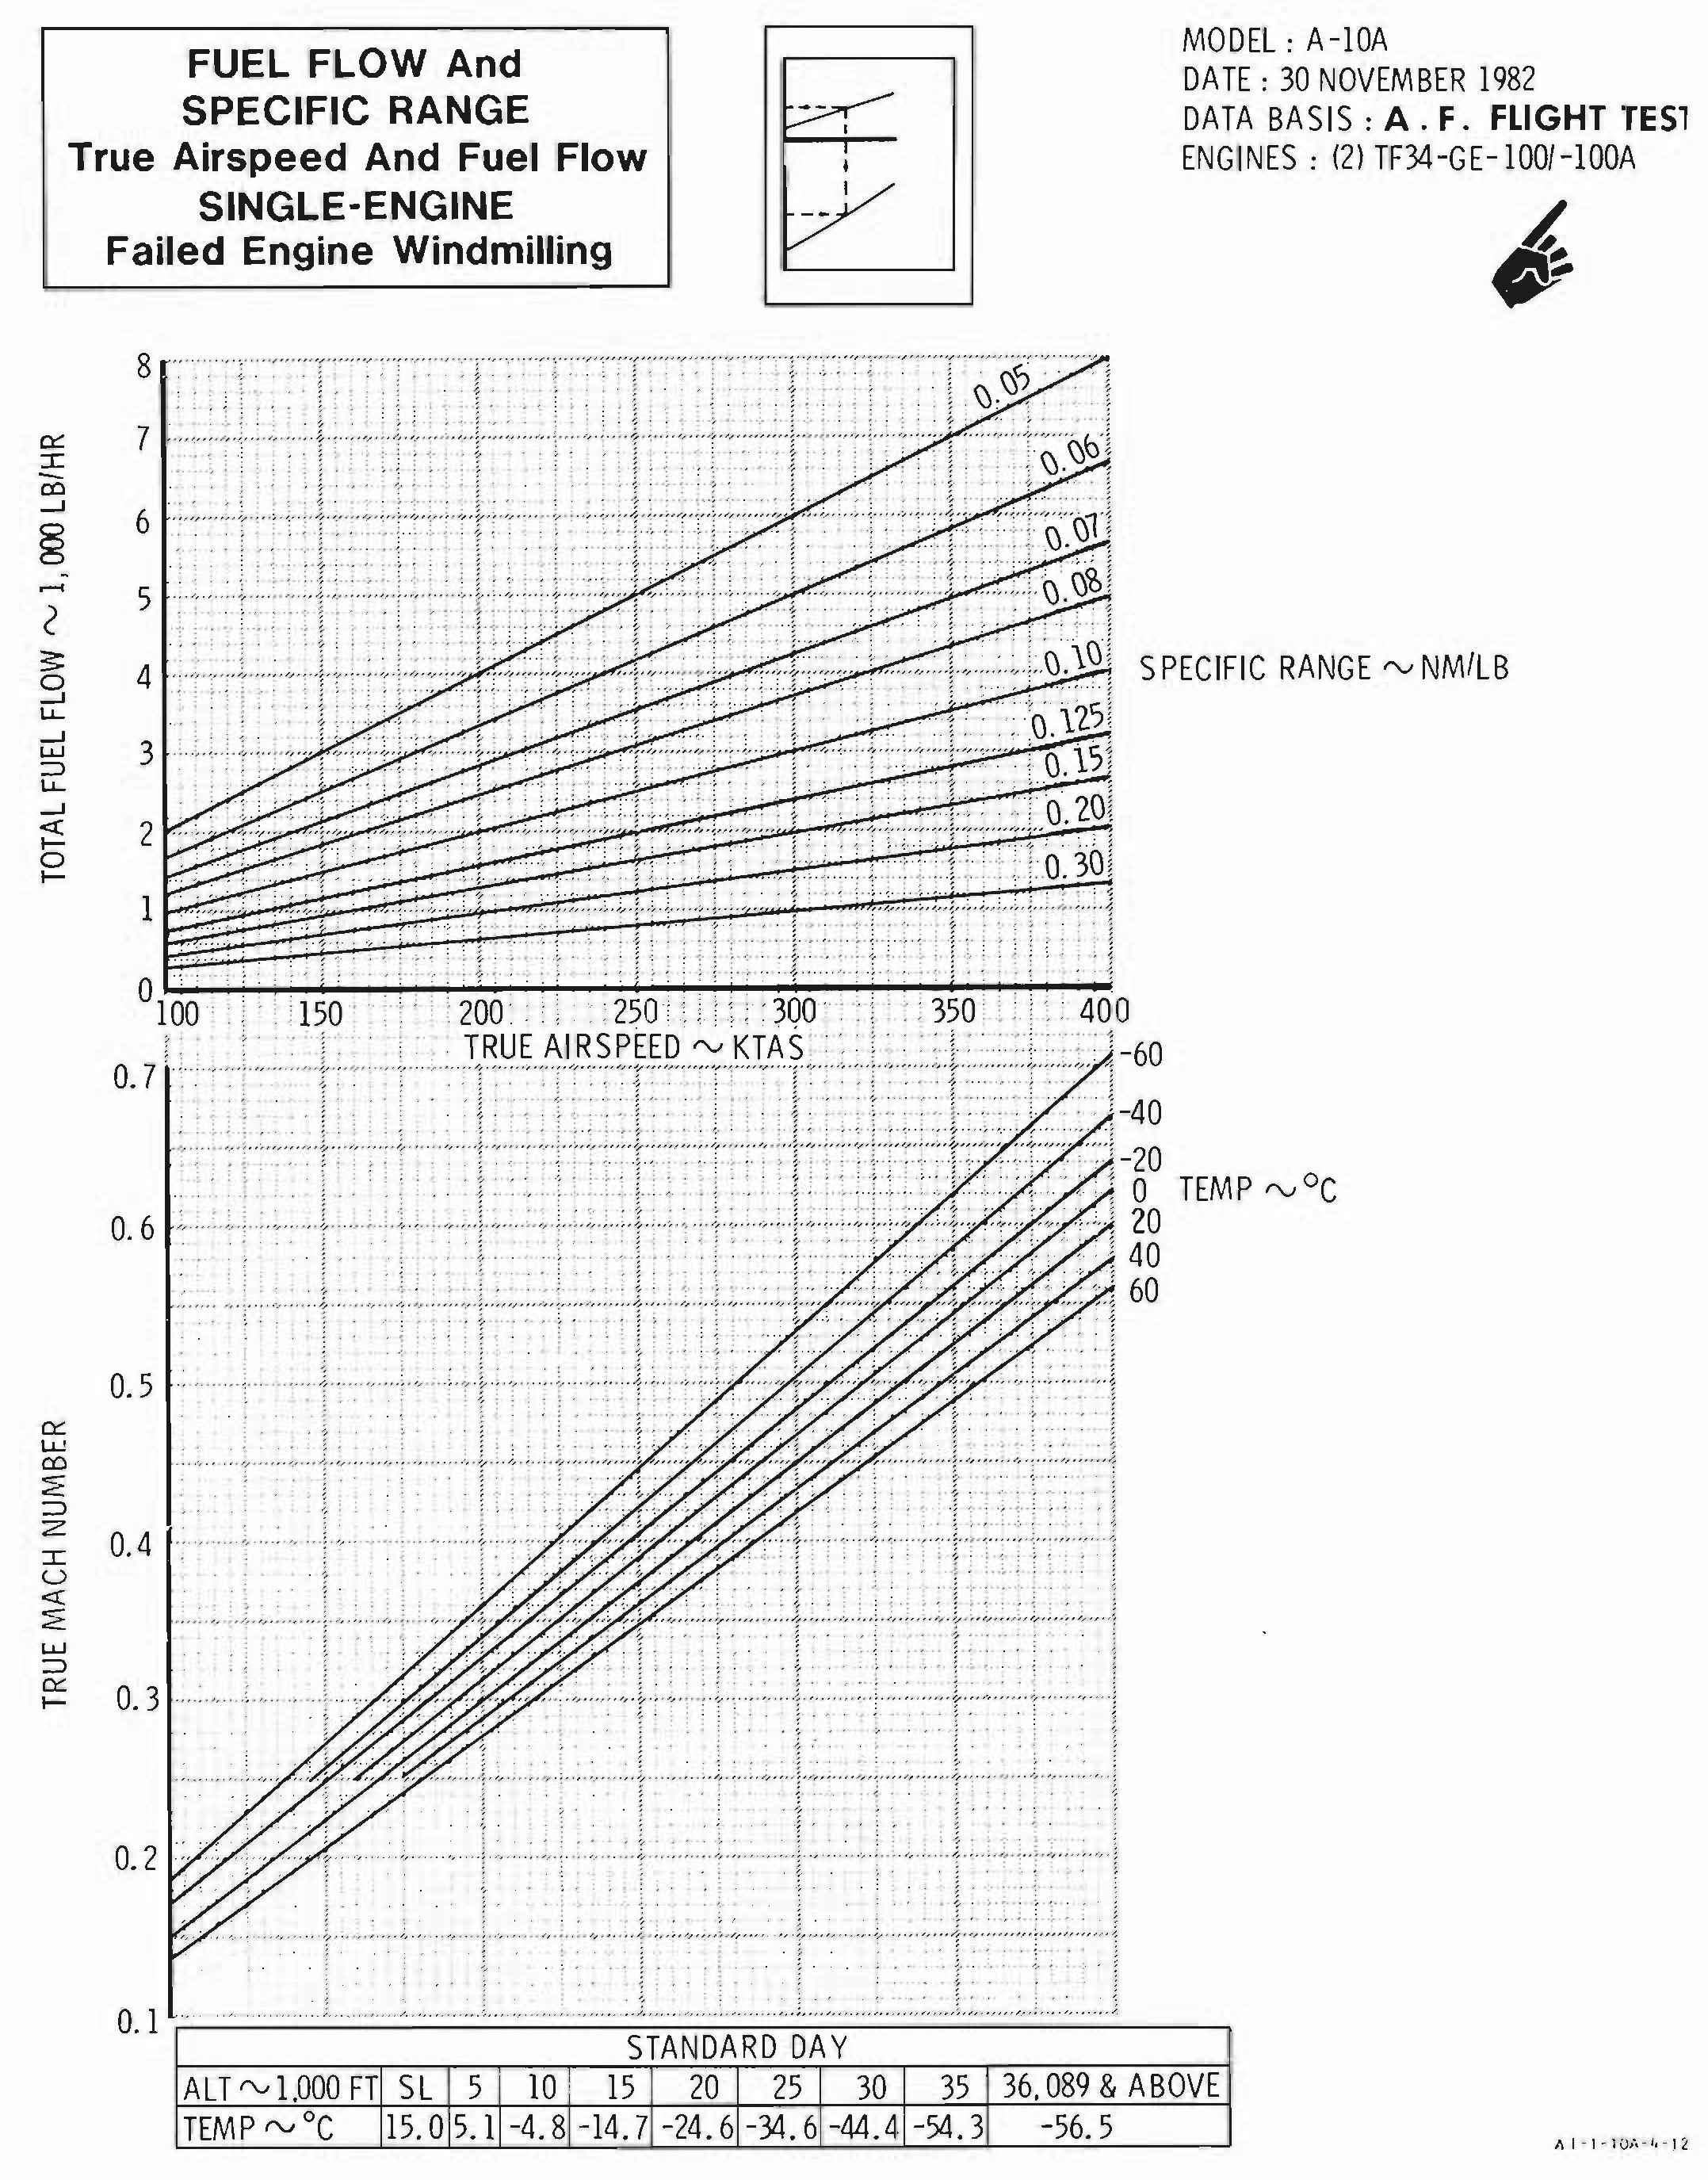 FUEL FLOW And
SPECIFIC RANGE
True Airspeed And Fuel Flow
SINGLE-ENGINE
Failed Engine Windmilling
MODEL : A-10A
DATE : 30 NOVEMBER 1982
DATA BASIS : A . F. FLIGHT TEST
ENGINES : (2) TF34-GE-100/-100A
TOTAL FUEL FLOW ~ 1,000 LB/HR
8
7
6
5
4
3
2
1
0
0.05
0.06
0.07
0.08
0.10
0.125
0.15
0.20
0.30
SPECIFIC RANGE ~ NM/LB
100 150 200 250 300 350 400
TRUE AIRSPEED ~ KTAS
TRUE MACH NUMBER
0.7
0.6
0.5
0.4
0.3
0.2
0.1
-60
-40
-20
0
20
40
60
TEMP ~ °C
STANDARD DAY
ALT ~ 1,000 FT SL 5 10 15 20 25 30 35 36,089 & ABOVE
TEMP ~ °C 15.0 5.1 -4.8 -14.7 -24.6 -34.6 -44.4 -54.3 -56.5
A1-1-10A-4-12